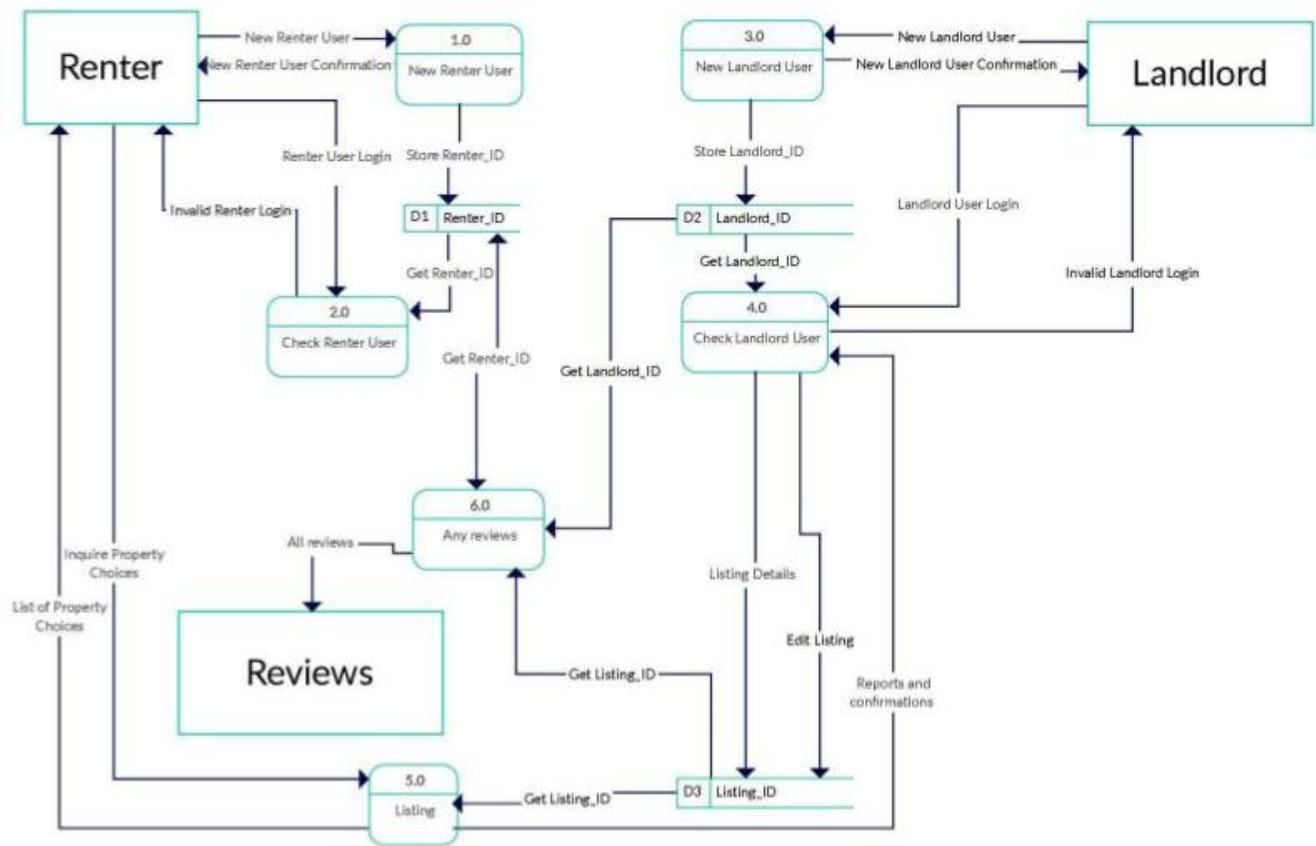 Renter
New Renter User
New Renter User Confirmation
1.0
New Renter User
3.0
New Landlord User
New Landlord User
New Landlord User Confirmation
Landlord
Renter User Login
Store Renter_ID
Store Landlord_ID
Landlord User Login
Invalid Renter Login
D1 Renter_ID
D2 Landlord_ID
Get Renter_ID
Get Landlord_ID
Invalid Landlord Login
2.0
Check Renter User
4.0
Check Landlord User
Get Renter_ID
Get Landlord_ID
6.0
Any reviews
All reviews
Inquire Property
Choices
Listing Details
List of Property
Choices
Edit Listing
Reviews
Get Listing_ID
Reports and
confirmations
5.0
Listing
Get Listing_ID
D3 Listing_ID